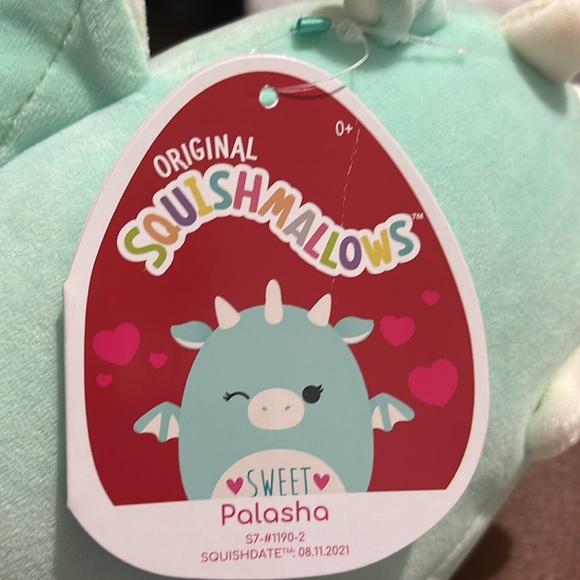 0+
ORIGINAL
SQUISHMALLOWS™
SWEET
Palasha
S7-#1190-2
SQUISHDATE™: 08.11.2021